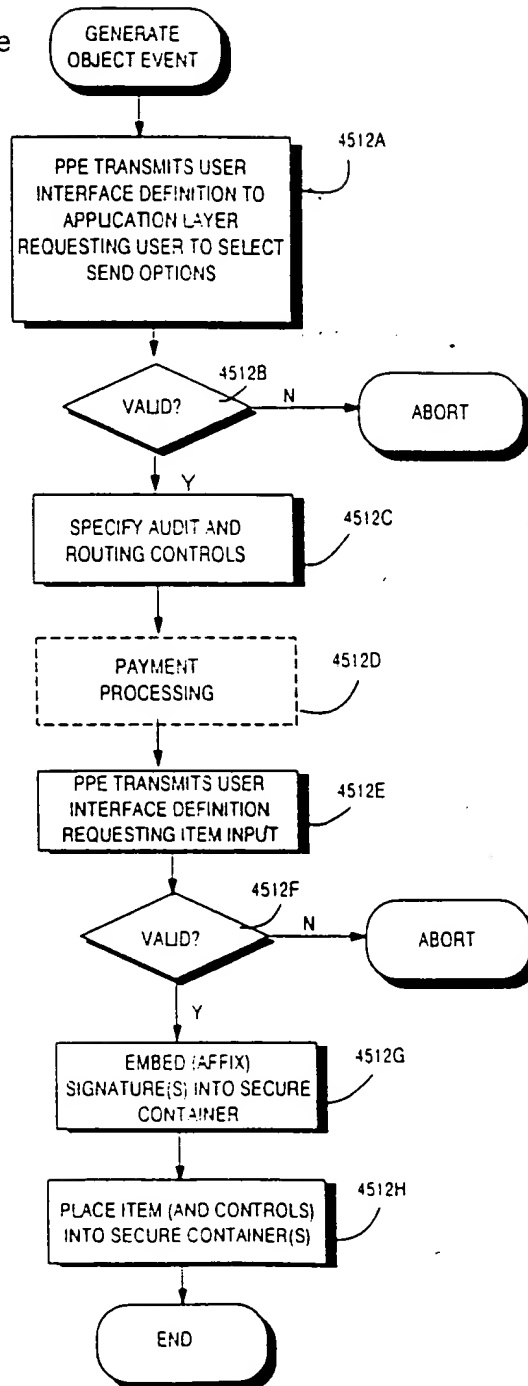 e
GENERATE
OBJECT EVENT
4512A
PPE TRANSMITS USER
INTERFACE DEFINITION TO
APPLICATION LAYER
REQUESTING USER TO SELECT
SEND OPTIONS
4512B
VALID?
N
ABORT
Y
SPECIFY AUDIT AND
ROUTING CONTROLS
4512C
PAYMENT
PROCESSING
4512D
PPE TRANSMITS USER
INTERFACE DEFINITION
REQUESTING ITEM INPUT
4512E
4512F
VALID?
N
ABORT
Y
EMBED (AFFIX)
SIGNATURE(S) INTO SECURE
CONTAINER
4512G
PLACE ITEM (AND CONTROLS)
INTO SECURE CONTAINER(S)
4512H
END